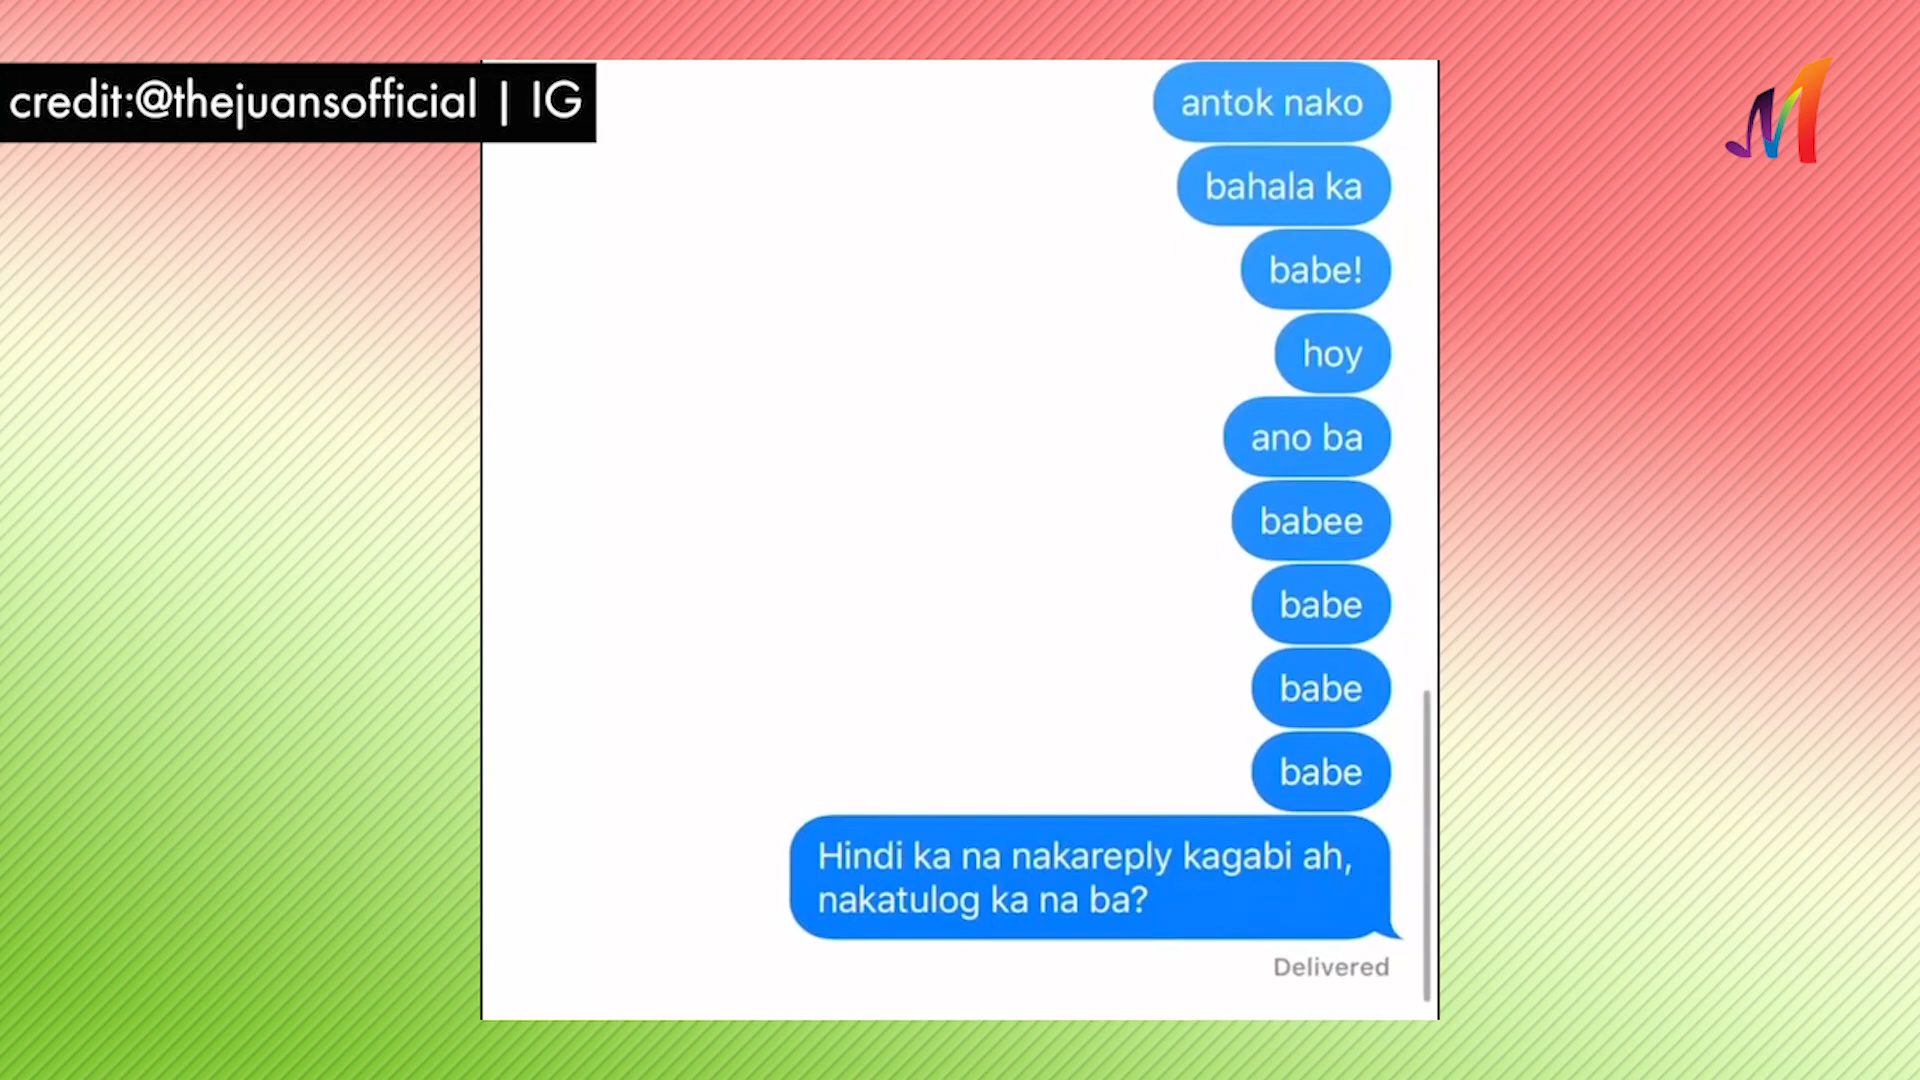 credit:@thejuansofficial | IG
antok nako
bahala ka
babe!
hoy
ano ba
babee
babe
babe
babe
Hindi ka na nakareply kagabi ah,
nakatulog ka na ba?
Delivered